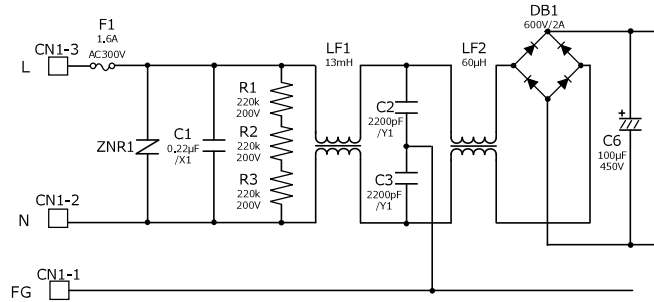 DB1
600V/2A
F1
1.6A
AC300V
CN1-3
L
LF1
13mH
LF2
60μH
R1
220k
200V
C2
2200pF
/Y1
C1
0.22μF
/X1
R2
220k
200V
ZNR1
+
C6
100μF
450V
R3
220k
200V
C3
2200pF
/Y1
CN1-2
N
CN1-1
FG